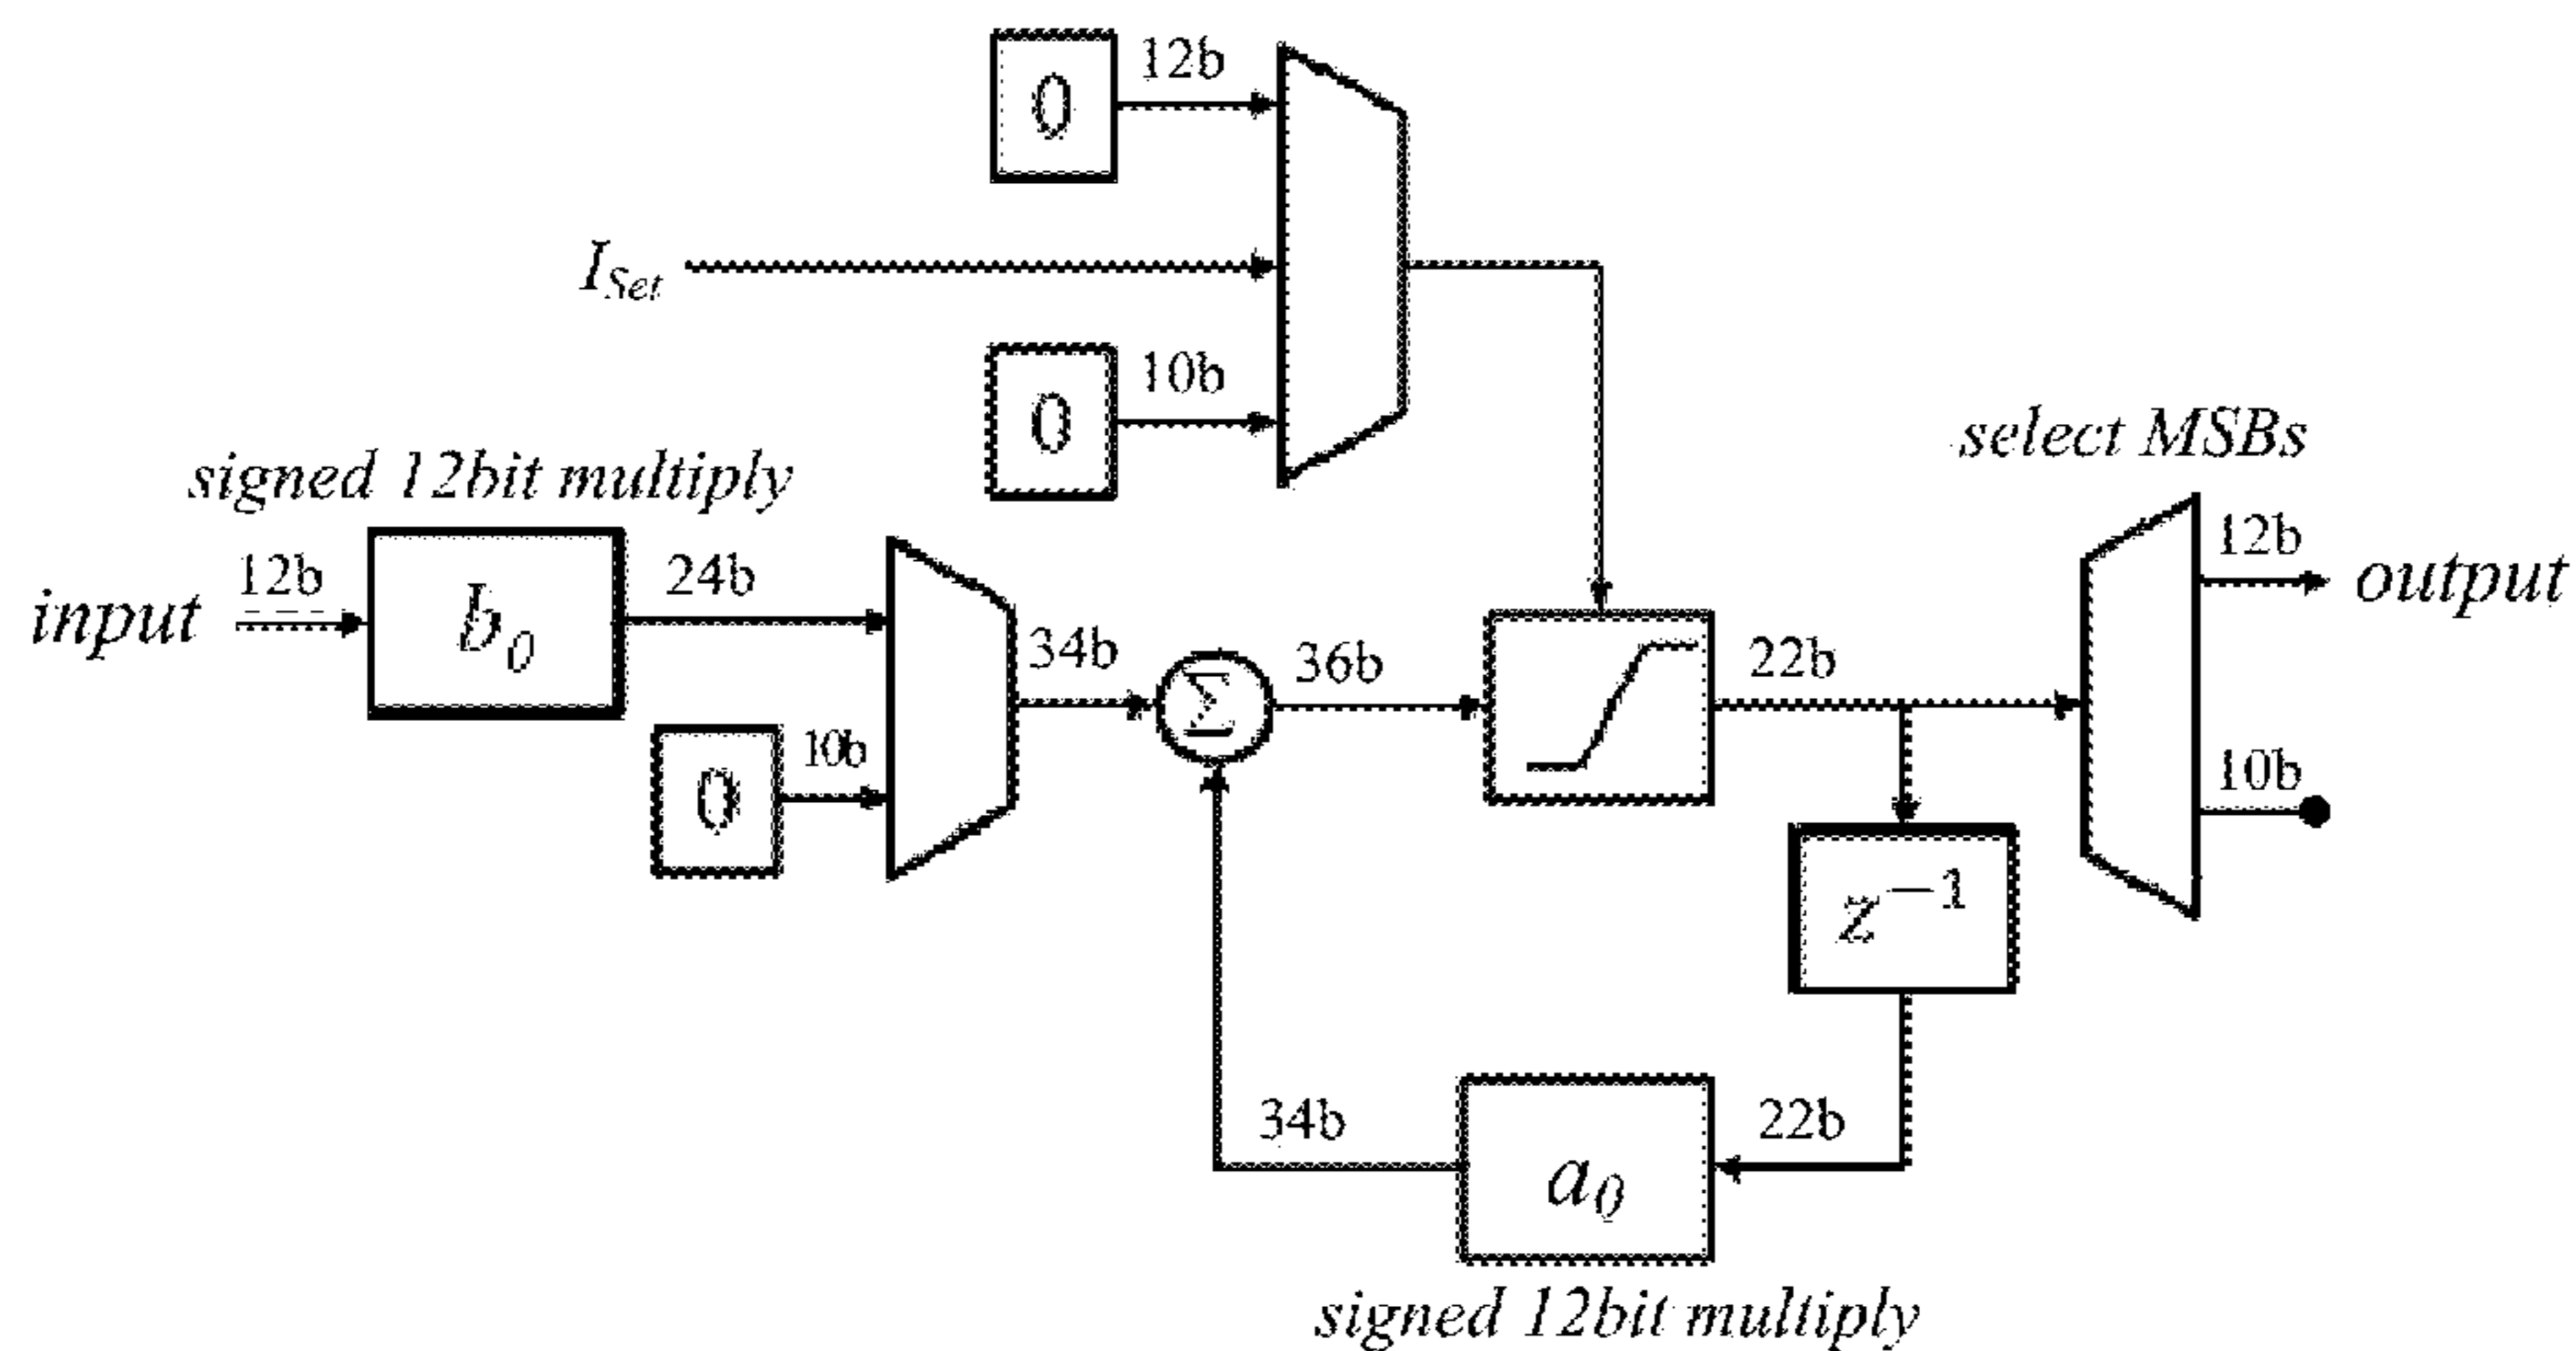 0
12b
I_Set
0
10b
select MSBs
signed 12bit multiply
input
12b
b_0
24b
0
10b
34b
Σ
36b
22b
12b
output
10b
z^{-1}
34b
a_0
22b
signed 12bit multiply